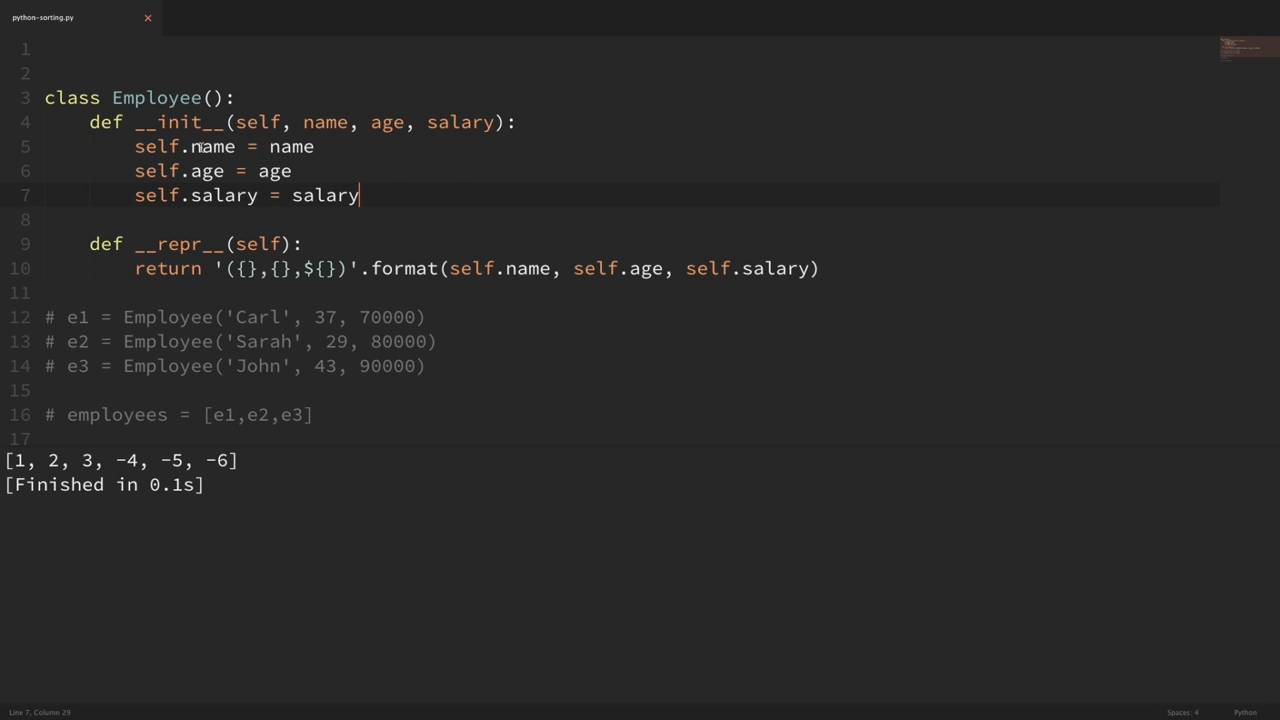 python-sorting.py ×
1
2
3 class Employee():
4     def __init__(self, name, age, salary):
5         self.name = name
6         self.age = age
7         self.salary = salary
8
9     def __repr__(self):
10         return '({},{},${})'.format(self.name, self.age, self.salary)
11
12 # e1 = Employee('Carl', 37, 70000)
13 # e2 = Employee('Sarah', 29, 80000)
14 # e3 = Employee('John', 43, 90000)
15
16 # employees = [e1,e2,e3]
17
[1, 2, 3, -4, -5, -6]
[Finished in 0.1s]
Line 7, Column 29 Spaces: 4 Python